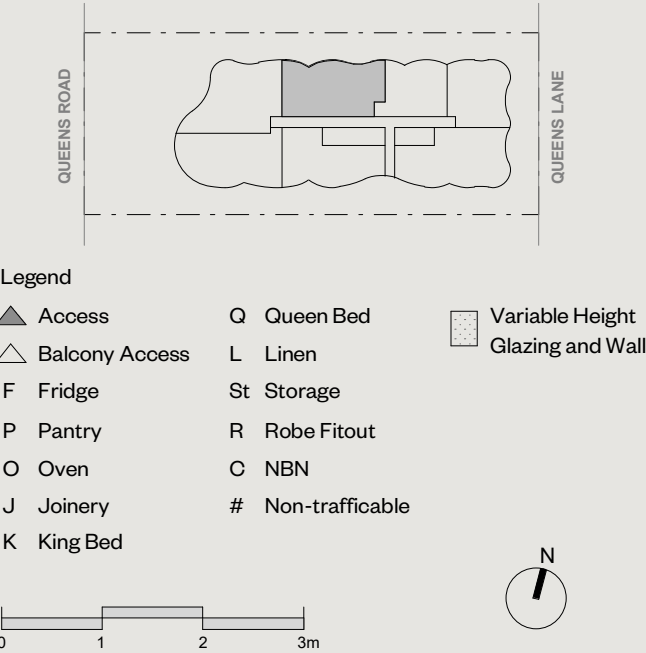 QUEENS ROAD
QUEENS LANE
Legend
Access
Balcony Access
F Fridge
P Pantry
O Oven
J Joinery
K King Bed
Q Queen Bed
L Linen
St Storage
R Robe Fitout
C NBN
# Non-trafficable
Variable Height
Glazing and Wall
N
0 1 2 3m